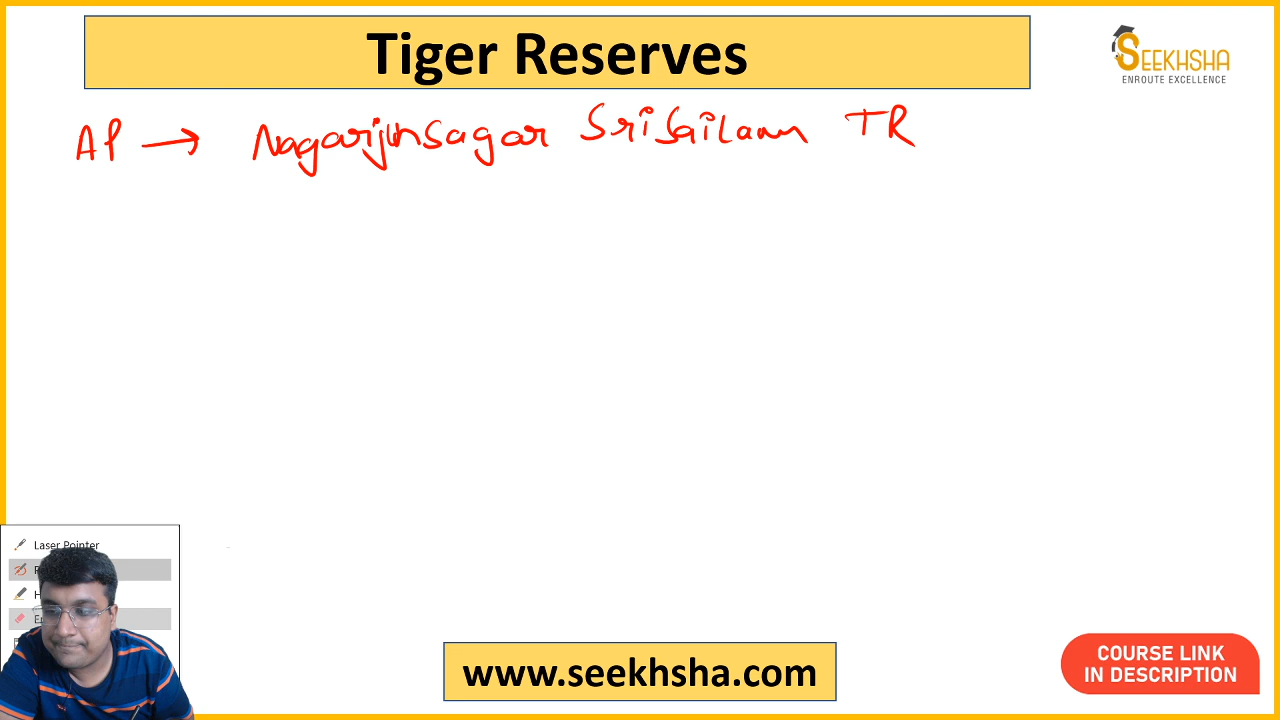 Tiger Reserves
SEEKHSHA
ENROUTE EXCELLENCE
AP → Nagarjunsagar Srisailam TR
Laser Pointer
www.seekhsha.com
COURSE LINK
IN DESCRIPTION